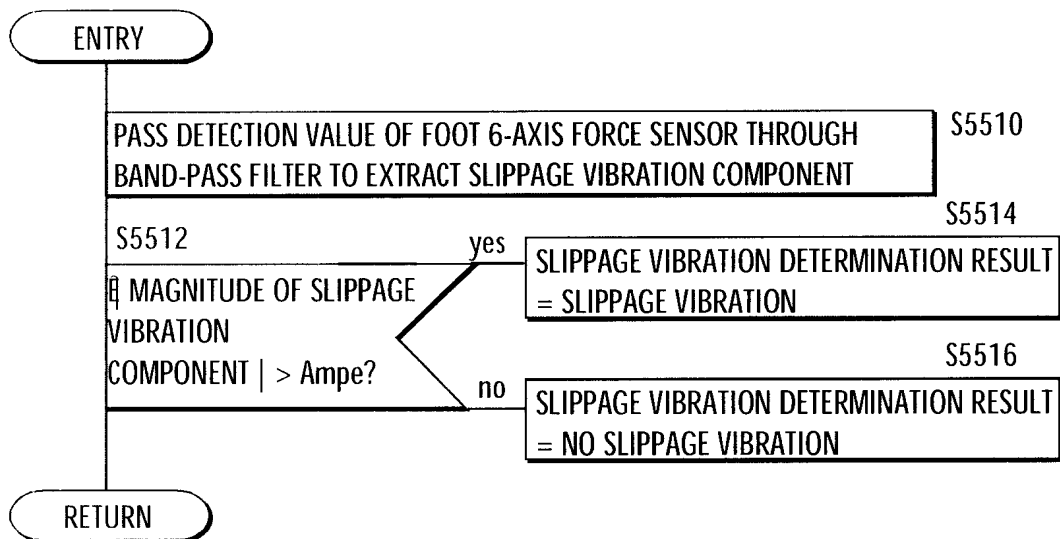 ENTRY
PASS DETECTION VALUE OF FOOT 6-AXIS FORCE SENSOR THROUGH
BAND-PASS FILTER TO EXTRACT SLIPPAGE VIBRATION COMPONENT
S5510
S5512
| MAGNITUDE OF SLIPPAGE
VIBRATION
COMPONENT | > Ampe?
yes
S5514
SLIPPAGE VIBRATION DETERMINATION RESULT
= SLIPPAGE VIBRATION
no
S5516
SLIPPAGE VIBRATION DETERMINATION RESULT
= NO SLIPPAGE VIBRATION
RETURN